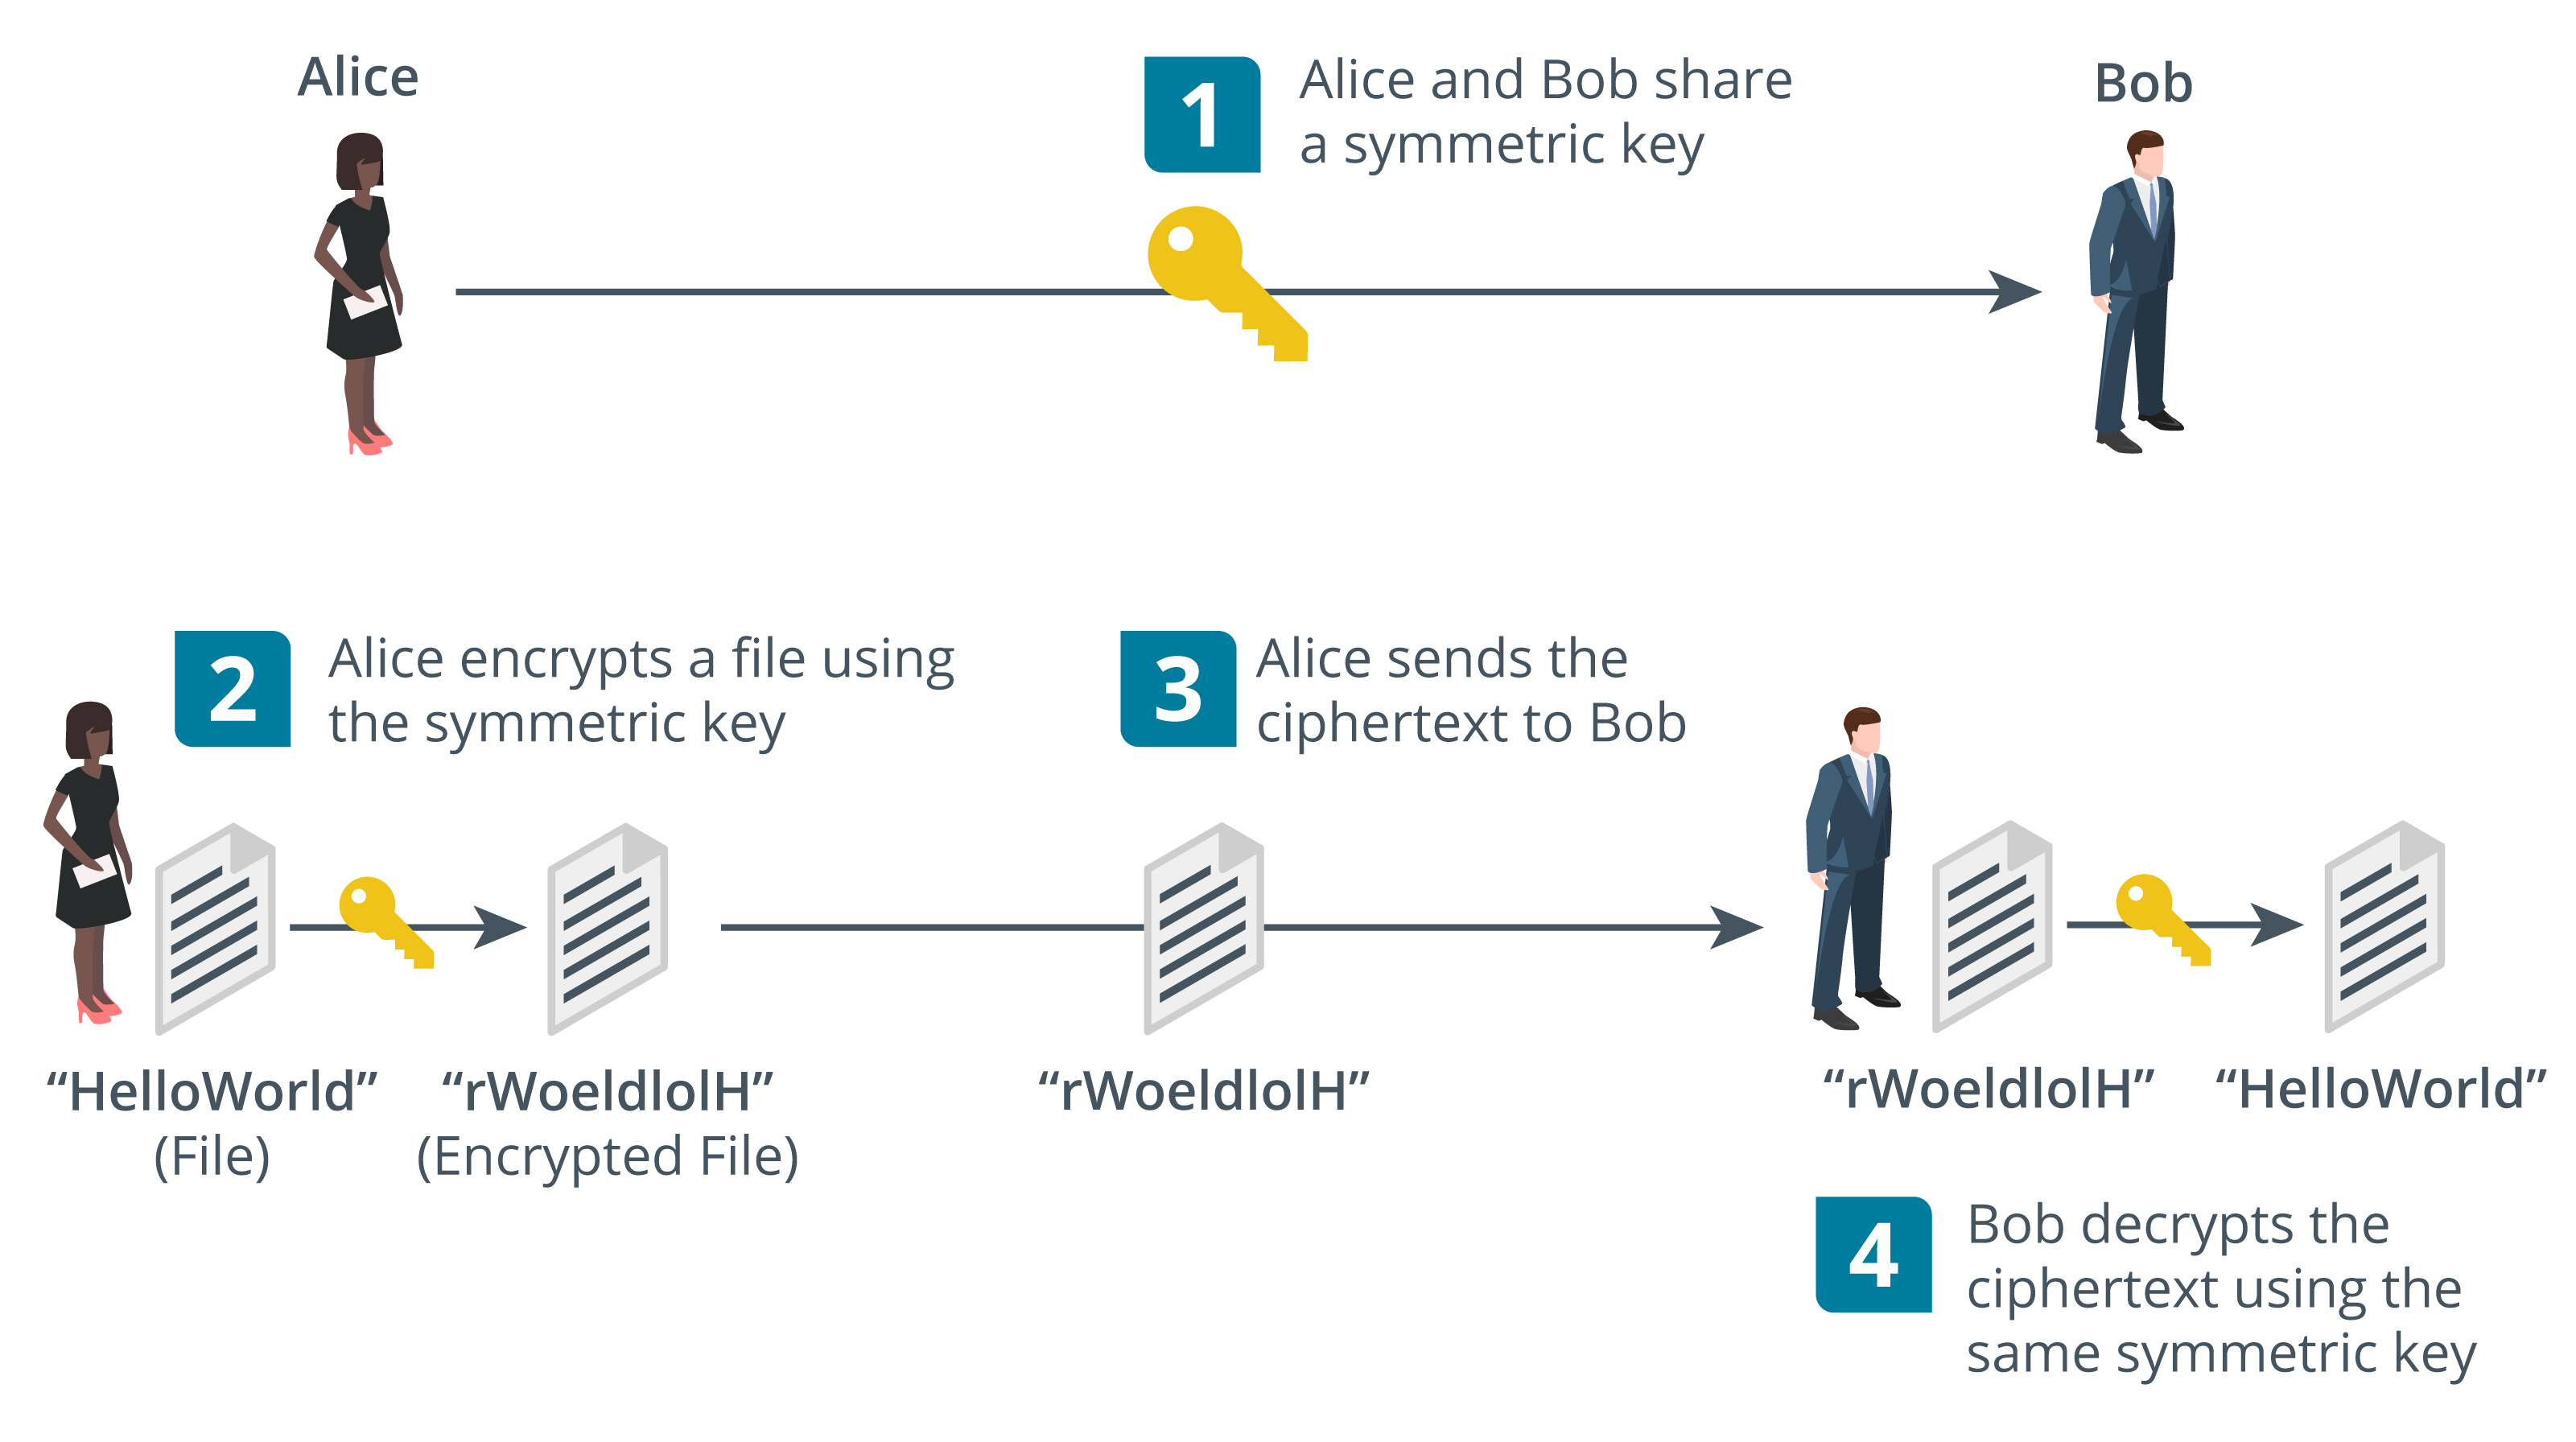 Alice
1
Alice and Bob share
a symmetric key
Bob
2
Alice encrypts a file using
the symmetric key
3
Alice sends the
ciphertext to Bob
“HelloWorld”
(File)
“rWoeldlolH”
(Encrypted File)
“rWoeldlolH”
“rWoeldlolH”
“HelloWorld”
4
Bob decrypts the
ciphertext using the
same symmetric key